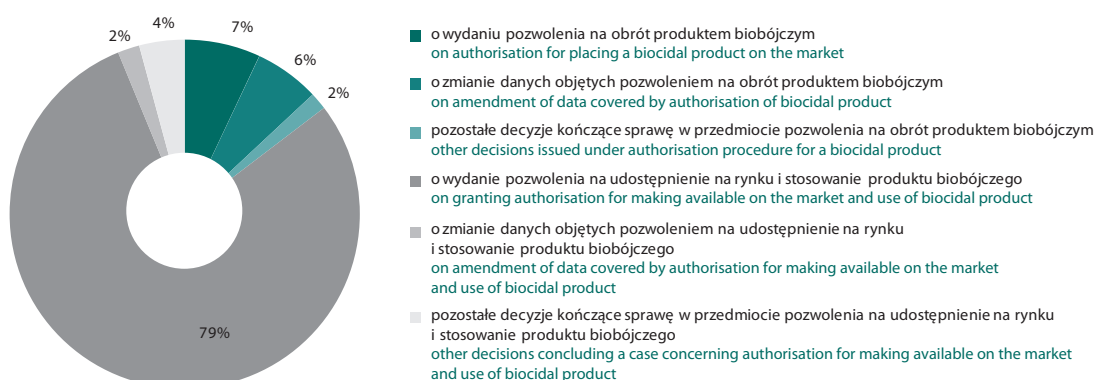 4%
2%
7%
6%
2%
79%
o wydaniu pozwolenia na obrót produktem biobójczym
on authorisation for placing a biocidal product on the market
o zmianie danych objętych pozwoleniem na obrót produktem biobójczym
on amendment of data covered by authorisation of biocidal product
pozostałe decyzje kończące sprawę w przedmiocie pozwolenia na obrót produktem biobójczym
other decisions issued under authorisation procedure for a biocidal product
o wydanie pozwolenia na udostępnienie na rynku i stosowanie produktu biobójczego
on granting authorisation for making available on the market and use of biocidal product
o zmianie danych objętych pozwoleniem na udostępnienie na rynku
i stosowanie produktu biobójczego
on amendment of data covered by authorisation for making available on the market
and use of biocidal product
pozostałe decyzje kończące sprawę w przedmiocie pozwolenia na udostępnienie na rynku
i stosowanie produktu biobójczego
other decisions concluding a case concerning authorisation for making available on the market
and use of biocidal product